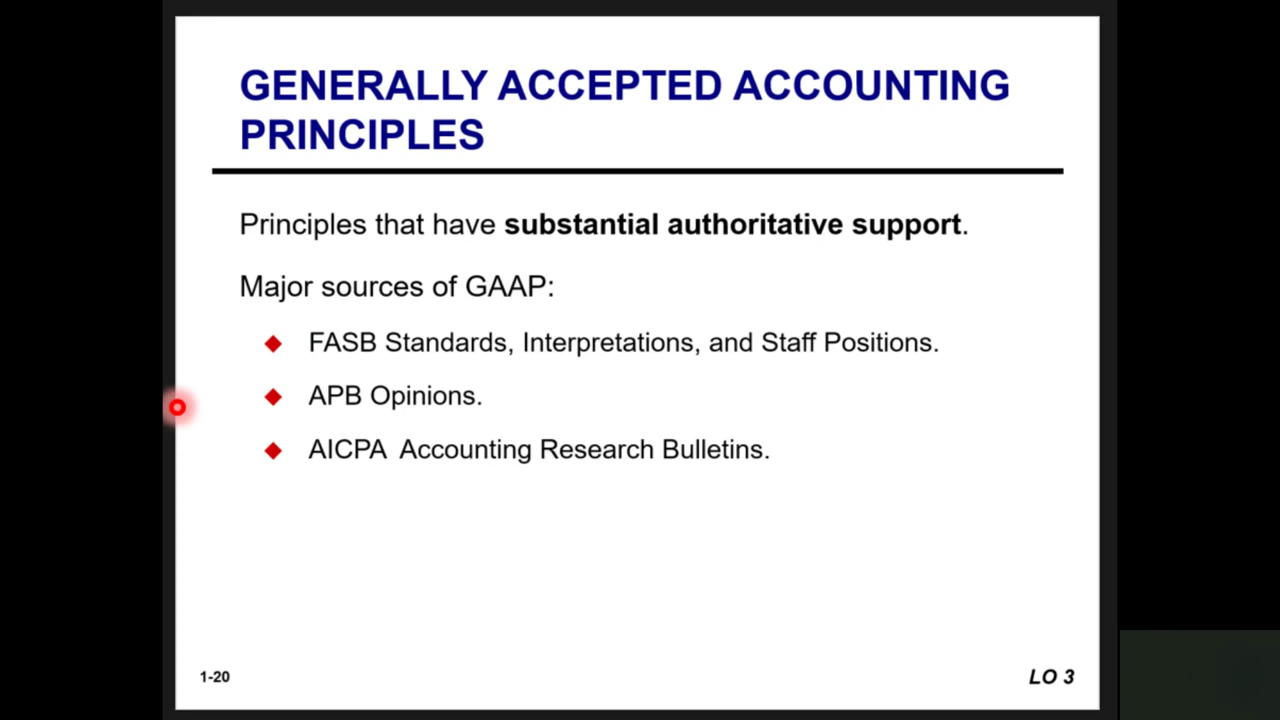 GENERALLY ACCEPTED ACCOUNTING
PRINCIPLES
Principles that have substantial authoritative support.
Major sources of GAAP:
FASB Standards, Interpretations, and Staff Positions.
APB Opinions.
AICPA Accounting Research Bulletins.
1-20
LO 3